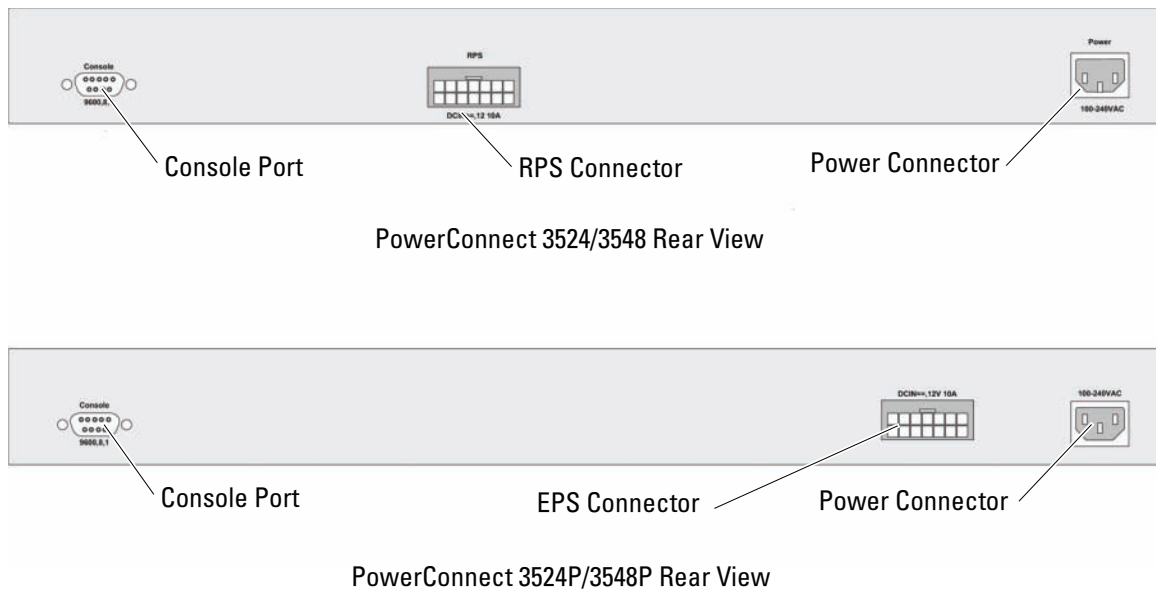 Console
9600,8,
RPS
DCIN==,12 10A
Power
100-240VAC
Console Port
RPS Connector
Power Connector
PowerConnect 3524/3548 Rear View
Console
9600,8,1
DCIN==,12V 10A
100-240VAC
Console Port
EPS Connector
Power Connector
PowerConnect 3524P/3548P Rear View